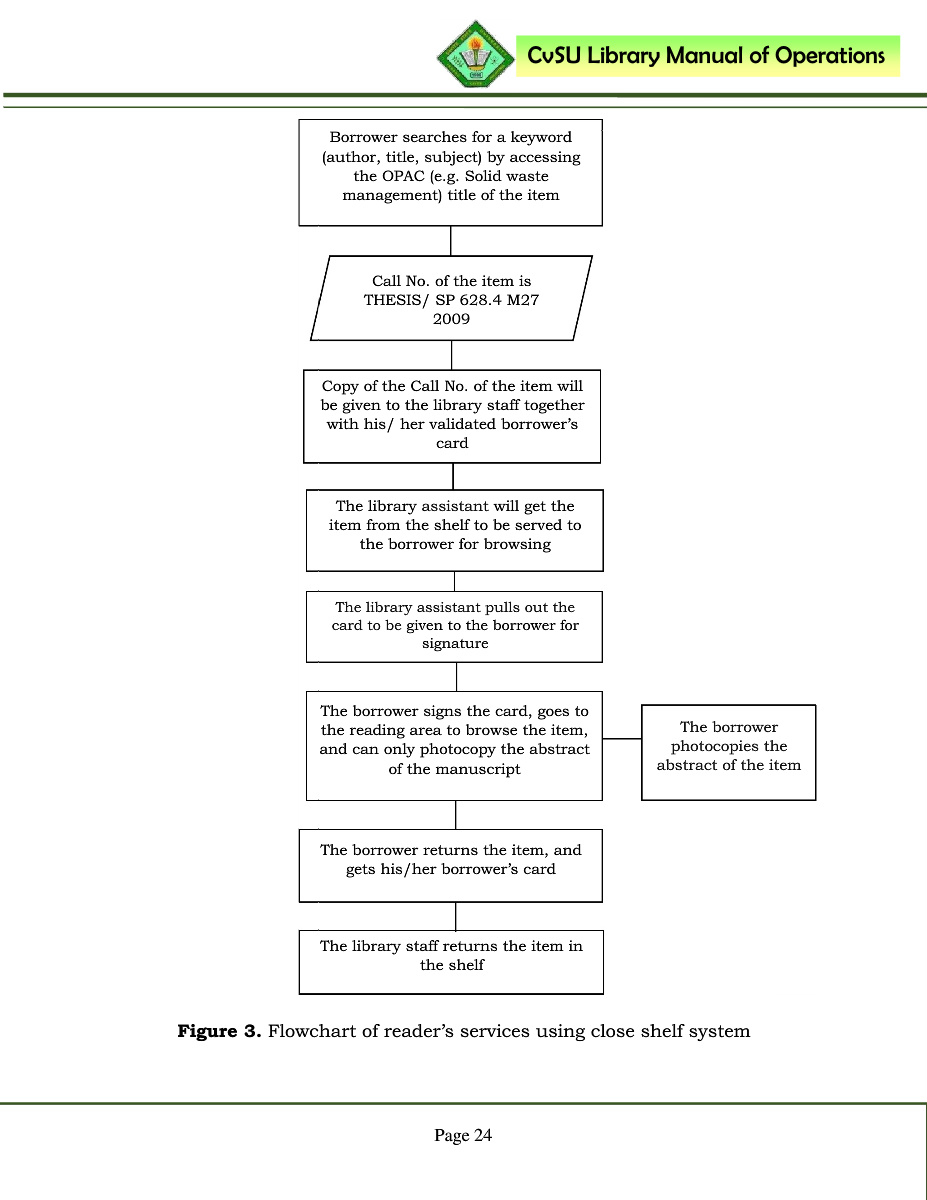 CvSU Library Manual of Operations
Borrower searches for a keyword
(author, title, subject) by accessing
the OPAC (e.g. Solid waste
management) title of the item
Call No. of the item is
THESIS/ SP 628.4 M27
2009
Copy of the Call No. of the item will
be given to the library staff together
with his/ her validated borrower's
card
The library assistant will get the
item from the shelf to be served to
the borrower for browsing
The library assistant pulls out the
card to be given to the borrower for
signature
The borrower signs the card, goes to
the reading area to browse the item,
and can only photocopy the abstract
of the manuscript
The borrower
photocopies the
abstract of the item
The borrower returns the item, and
gets his/her borrower's card
The library staff returns the item in
the shelf
Figure 3. Flowchart of reader's services using close shelf system
Page 24